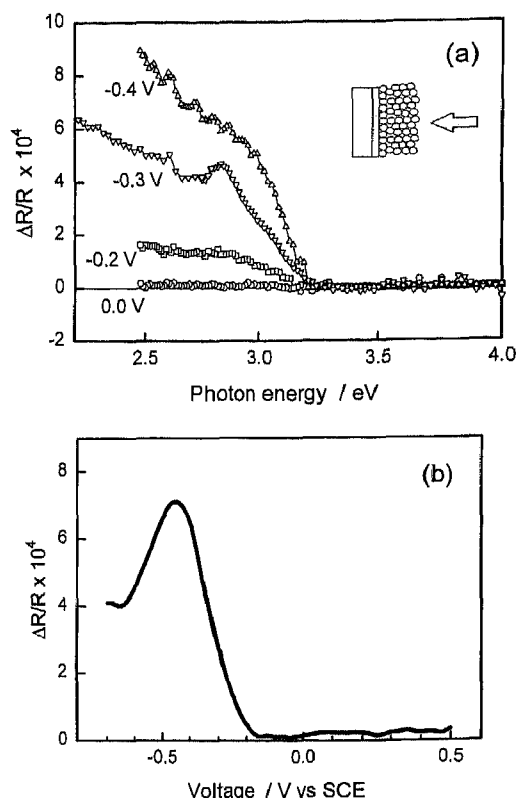 10
8
6
4
2
0
-2
(a)
-0.4 V
-0.3 V
-0.2 V
0.0 V
ΔR/R x 10⁴
2.5
3.0
3.5
4.0
Photon energy / eV
(b)
8
6
4
2
0
ΔR/R x 10⁴
-0.5
0.0
0.5
Voltage / V vs SCE